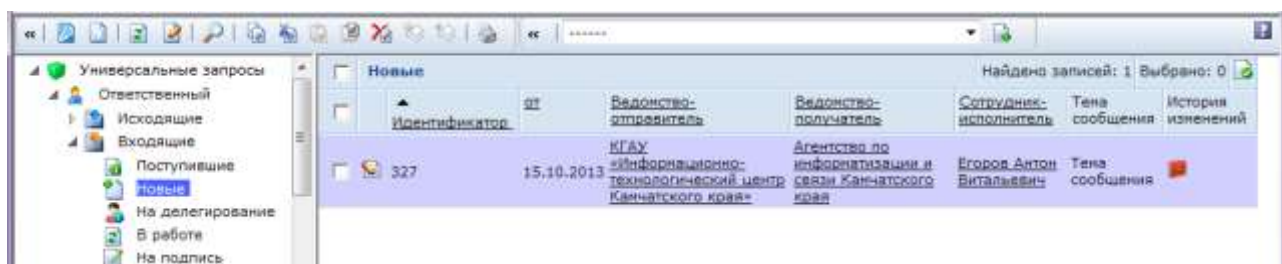 « « ------ ?
Универсальные запросы
Ответственный
Исходящие
Входящие
Поступившие
Новые
На делегирование
В работе
На подпись
Новые Найдено записей: 1 Выбрано: 0
Идентификатор от Ведомство- Ведомство- Сотрудник- Тема История
отправитель получатель исполнитель сообщения изменений
КГАУ Агентство по
327 15.10.2013 «Информационно- информатизации и Егоров Антон Тема
технологический центр связи Камчатского Витальевич сообщения
Камчатского края» края